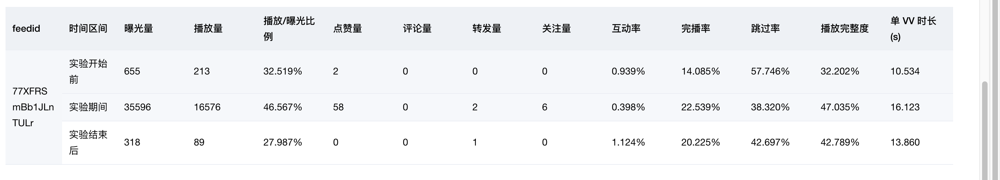 feedid 时间区间 曝光量 播放量 播放/曝光比例 点赞量 评论量 转发量 关注量 互动率 完播率 跳过率 播放完整度 单 VV 时长 (s)
77XFRSmBb1JLnTULr
实验开始前 655 213 32.519% 2 0 0 0 0.939% 14.085% 57.746% 32.202% 10.534
实验期间 35596 16576 46.567% 58 0 2 6 0.398% 22.539% 38.320% 47.035% 16.123
实验结束后 318 89 27.987% 0 0 1 0 1.124% 20.225% 42.697% 42.789% 13.860